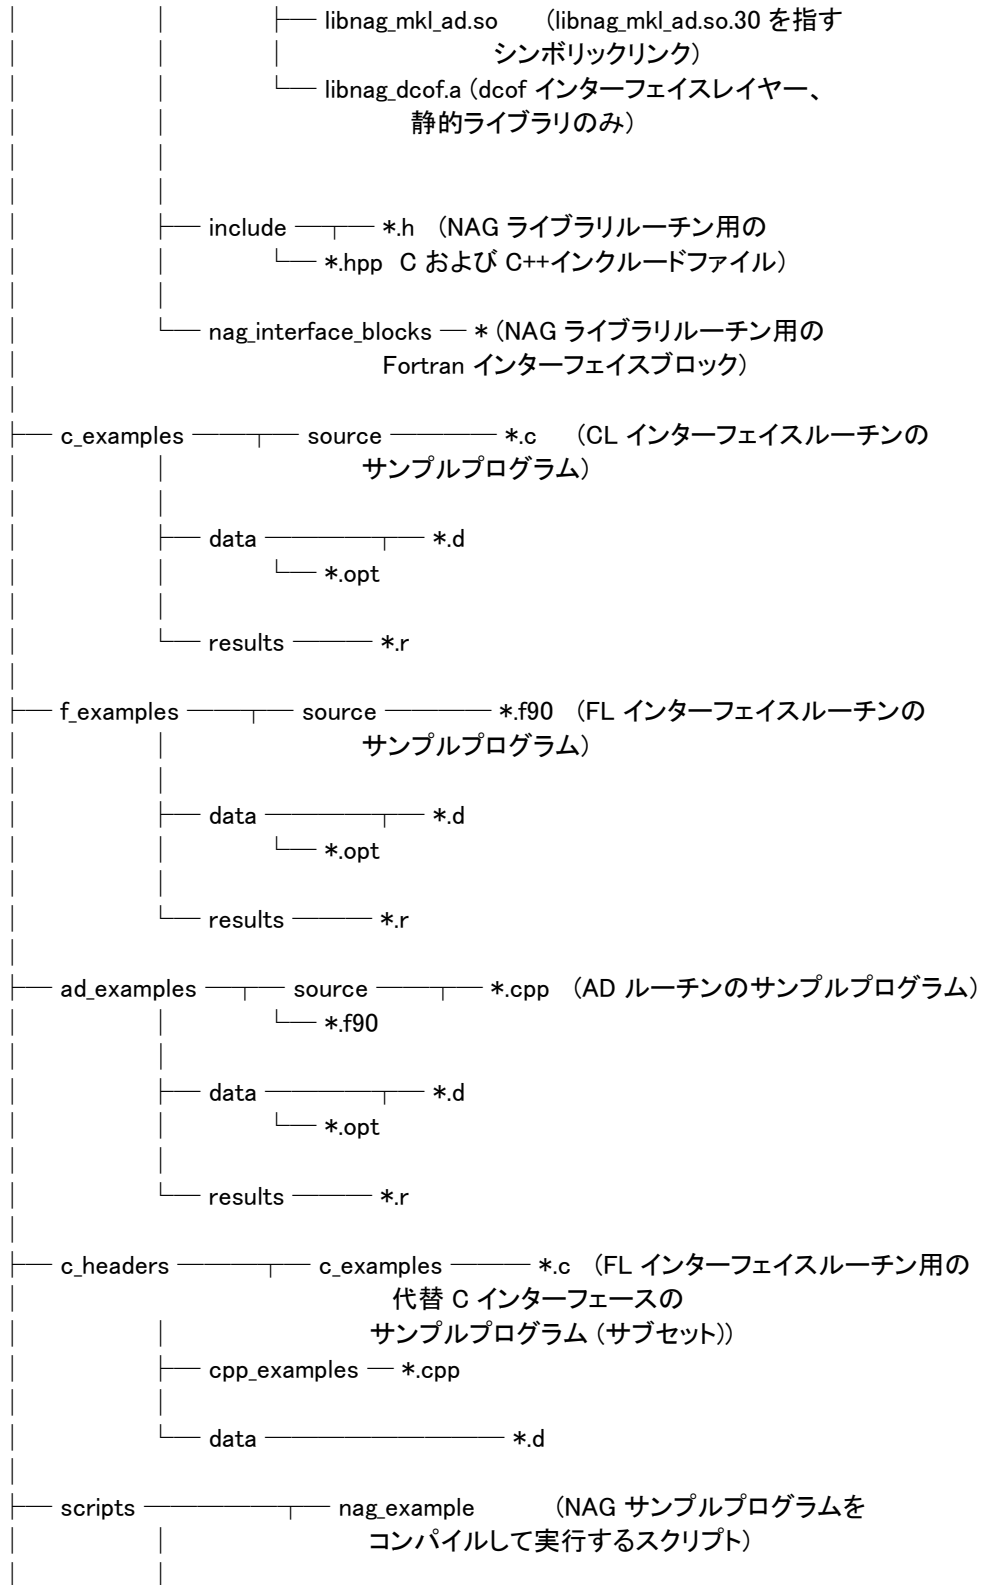 libnag_mkl_ad.so (libnag_mkl_ad.so.30 を指す
シンボリックリンク)
libnag_dcof.a (dcof インターフェイスレイヤー、
静的ライブラリのみ)
include *.h (NAG ライブラリルーチン用の
*.hpp C および C++インクルードファイル)
nag_interface_blocks * (NAG ライブラリルーチン用の
Fortran インターフェイスブロック)
c_examples source *.c (CL インターフェイスルーチンの
サンプルプログラム)
data *.d
*.opt
results *.r
f_examples source *.f90 (FL インターフェイスルーチンの
サンプルプログラム)
data *.d
*.opt
results *.r
ad_examples source *.cpp (AD ルーチンのサンプルプログラム)
*.f90
data *.d
*.opt
results *.r
c_headers c_examples *.c (FL インターフェイスルーチン用の
代替 C インターフェースの
サンプルプログラム (サブセット))
cpp_examples *.cpp
data *.d
scripts nag_example (NAG サンプルプログラムを
コンパイルして実行するスクリプト)